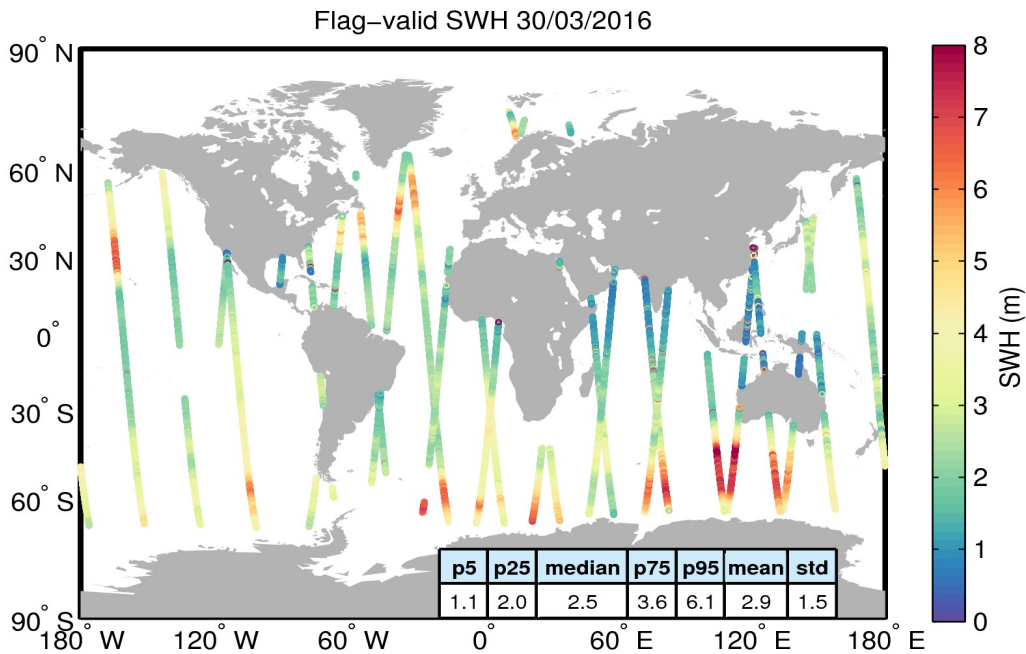 Flag−valid SWH 30/03/2016
90° N
60° N
30° N
0°
30° S
60° S
90° S
180° W
120° W
60° W
0°
60° E
120° E
180° E
p5 p25 median p75 p95 mean std
1.1 2.0 2.5 3.6 6.1 2.9 1.5
8
7
6
5
4
3
2
1
0
SWH (m)